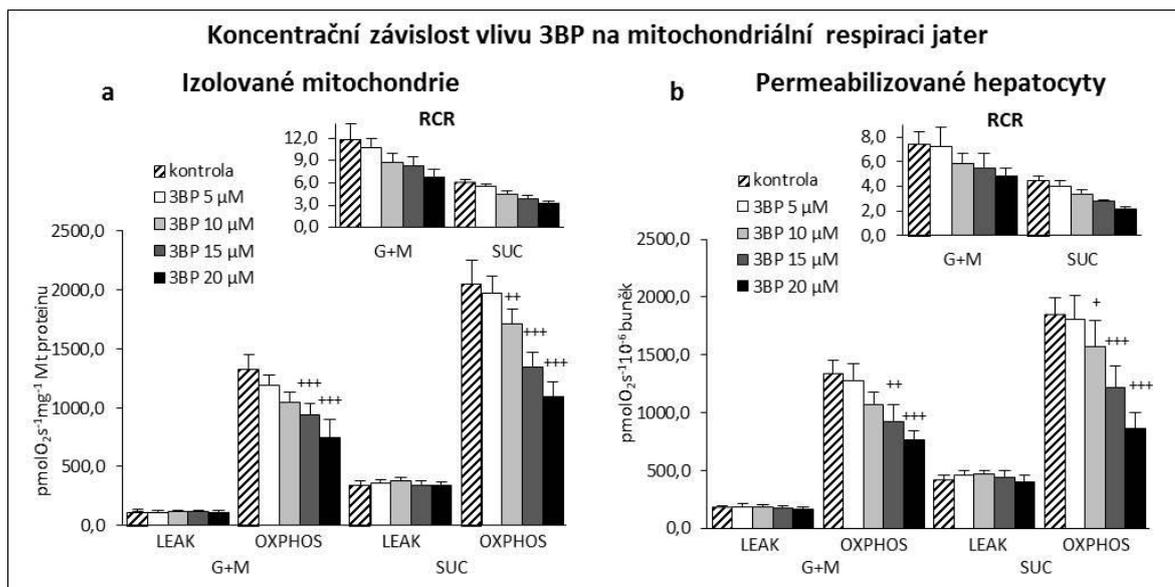 Koncentrační závislost vlivu 3BP na mitochondriální respiraci jater
a
Izolované mitochondrie
RCR
12,0
9,0
6,0
3,0
0,0
G+M
SUC
kontrola
3BP 5 µM
3BP 10 µM
3BP 15 µM
3BP 20 µM
pmolO₂s⁻¹mg⁻¹ Mt proteinu
2500,0
2000,0
1500,0
1000,0
500,0
0,0
+++
+++
++
+++
+++
LEAK
OXPHOS
LEAK
OXPHOS
G+M
SUC
b
Permeabilizované hepatocyty
RCR
8,0
6,0
4,0
2,0
0,0
G+M
SUC
kontrola
3BP 5 µM
3BP 10 µM
3BP 15 µM
3BP 20 µM
pmolO₂s⁻¹10⁻⁶ buněk
2500,0
2000,0
1500,0
1000,0
500,0
0,0
++
+++
+
+++
+++
LEAK
OXPHOS
LEAK
OXPHOS
G+M
SUC